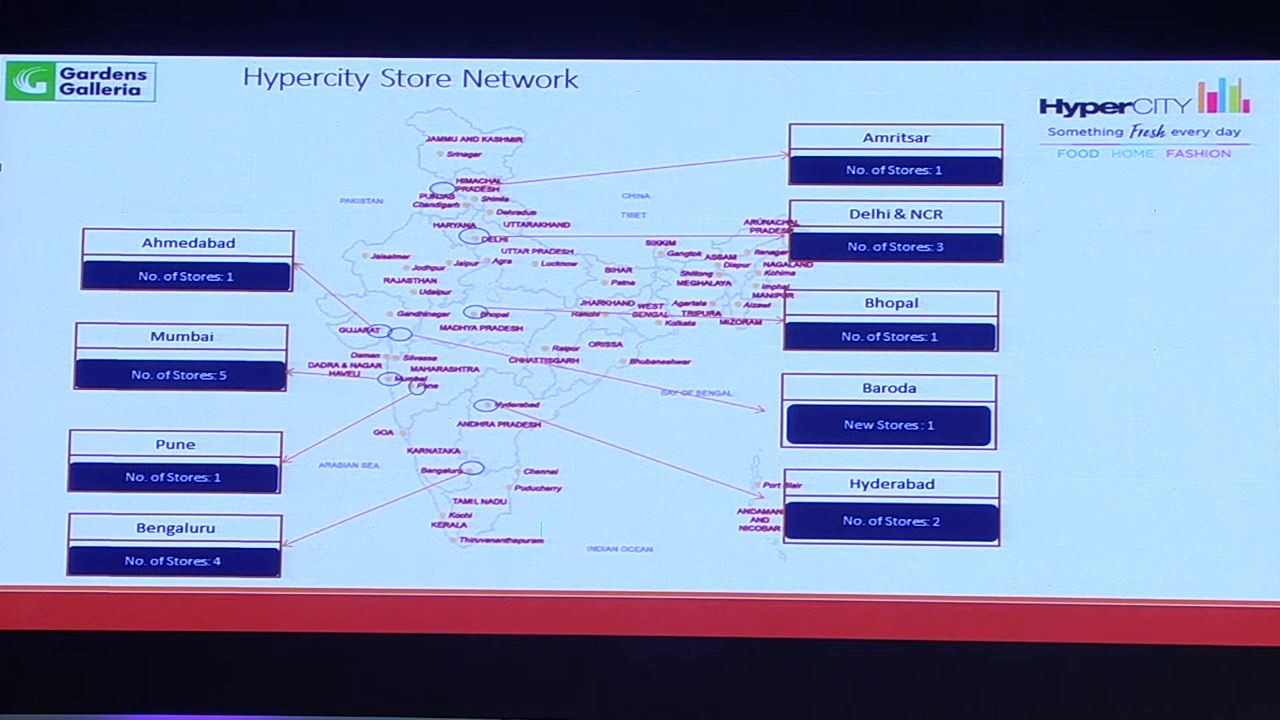 Gardens
Galleria
Hypercity Store Network
HyperCITY
Something Fresh every day
FOOD HOME FASHION
Amritsar
No. of Stores: 1
Delhi & NCR
No. of Stores: 3
Bhopal
No. of Stores: 1
Baroda
New Stores : 1
Hyderabad
No. of Stores: 2
Ahmedabad
No. of Stores: 1
Mumbai
No. of Stores: 5
Pune
No. of Stores: 1
Bengaluru
No. of Stores: 4
JAMMU AND KASHMIR
Srinagar
HIMACHAL
PRADESH
PUNJAB
Shimla
Chandigarh
Dehradun
PAKISTAN
CHINA
TIBET
HARYANA
UTTARAKHAND
DELHI
ARUNACHAL
PRADESH
UTTAR PRADESH
SIKKIM
Gangtok
ASSAM
Itanagar
Jaisalmer
Jodhpur
Jaipur
Agra
Lucknow
BIHAR
Dispur
NAGALAND
Shillong
Kohima
RAJASTHAN
Patna
MEGHALAYA
Imphal
Udaipur
MANIPUR
JHARKHAND
WEST
BENGAL
Agartala
Aizawl
Gandhinagar
Bhopal
Ranchi
TRIPURA
Kolkata
MIZORAM
GUJARAT
MADHYA PRADESH
Raipur
ORISSA
Daman
Silvassa
CHHATTISGARH
Bhubaneshwar
DADRA & NAGAR
HAVELI
MAHARASHTRA
Mumbai
Pune
BAY OF BENGAL
Hyderabad
ANDHRA PRADESH
GOA
KARNATAKA
ARABIAN SEA
Bengaluru
Chennai
Puducherry
Port Blair
TAMIL NADU
ANDAMAN
AND
NICOBAR
Kochi
KERALA
Thiruvananthapuram
INDIAN OCEAN